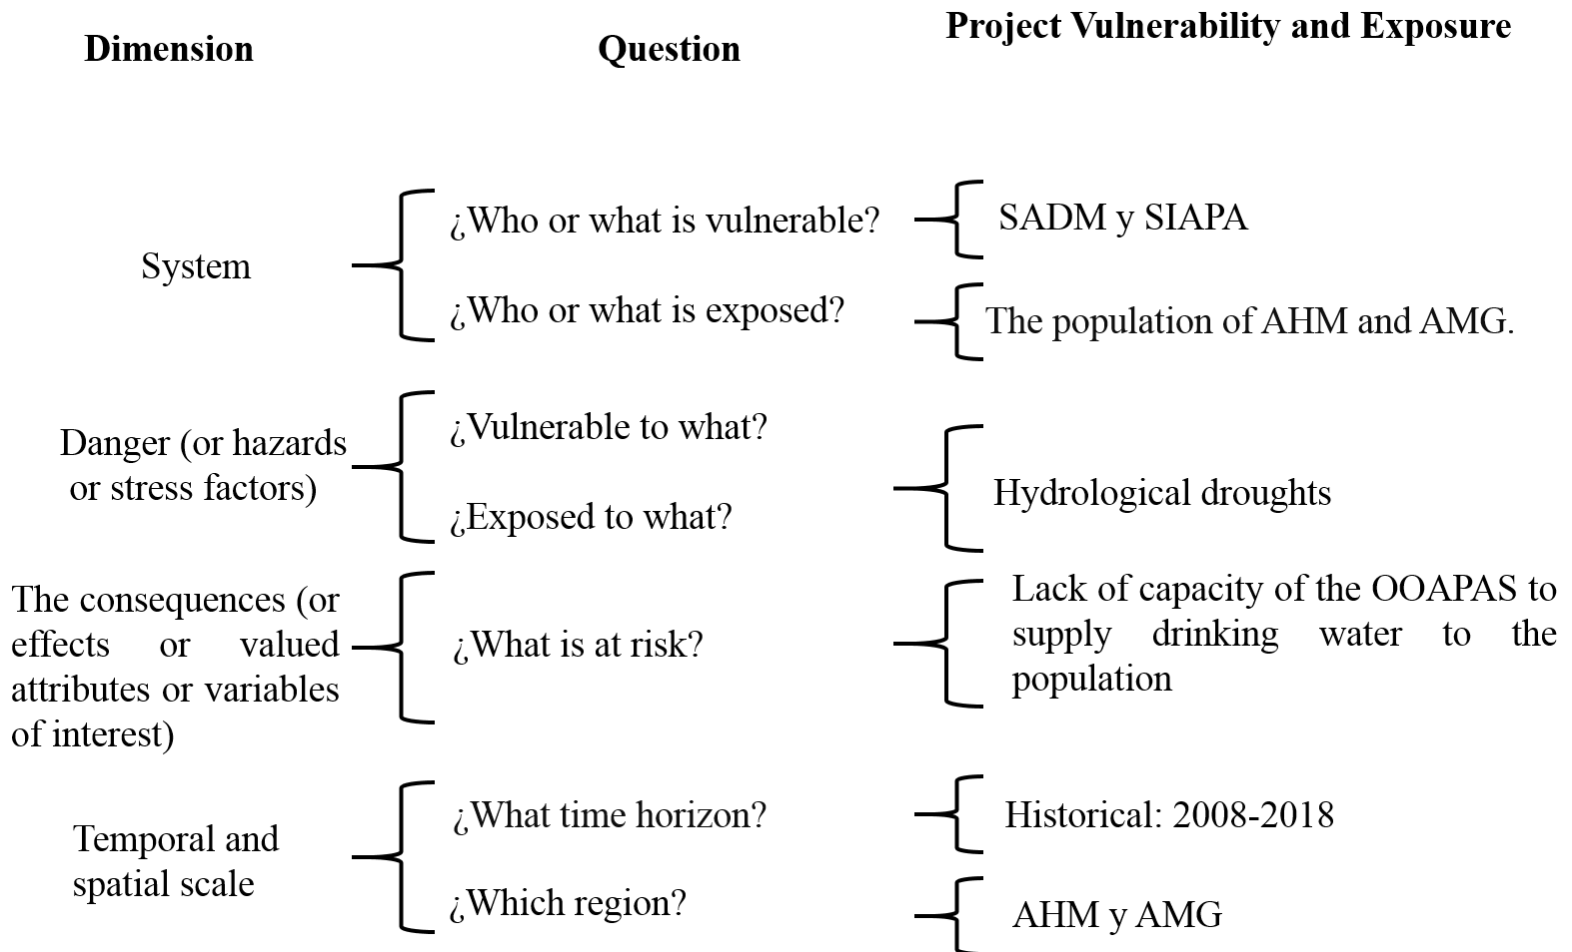 Dimension
Question
Project Vulnerability and Exposure
System
¿Who or what is vulnerable?
SADM y SIAPA
¿Who or what is exposed?
The population of AHM and AMG.
Danger (or hazards
or stress factors)
¿Vulnerable to what?
¿Exposed to what?
Hydrological droughts
The consequences (or
effects or valued
attributes or variables
of interest)
¿What is at risk?
Lack of capacity of the OOAPAS to
supply drinking water to the
population
Temporal and
spatial scale
¿What time horizon?
Historical: 2008-2018
¿Which region?
AHM y AMG